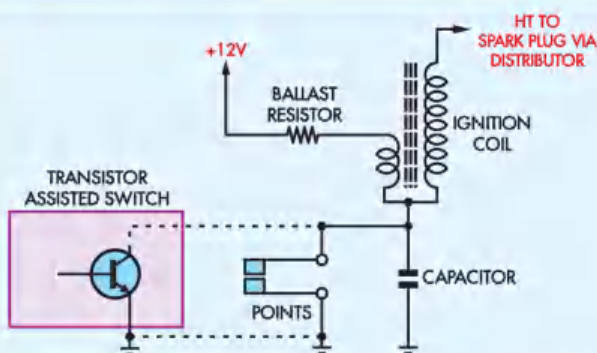 +12V
HT TO
SPARK PLUG VIA
DISTRIBUTOR
BALLAST
RESISTOR
IGNITION
COIL
TRANSISTOR
ASSISTED SWITCH
CAPACITOR
POINTS